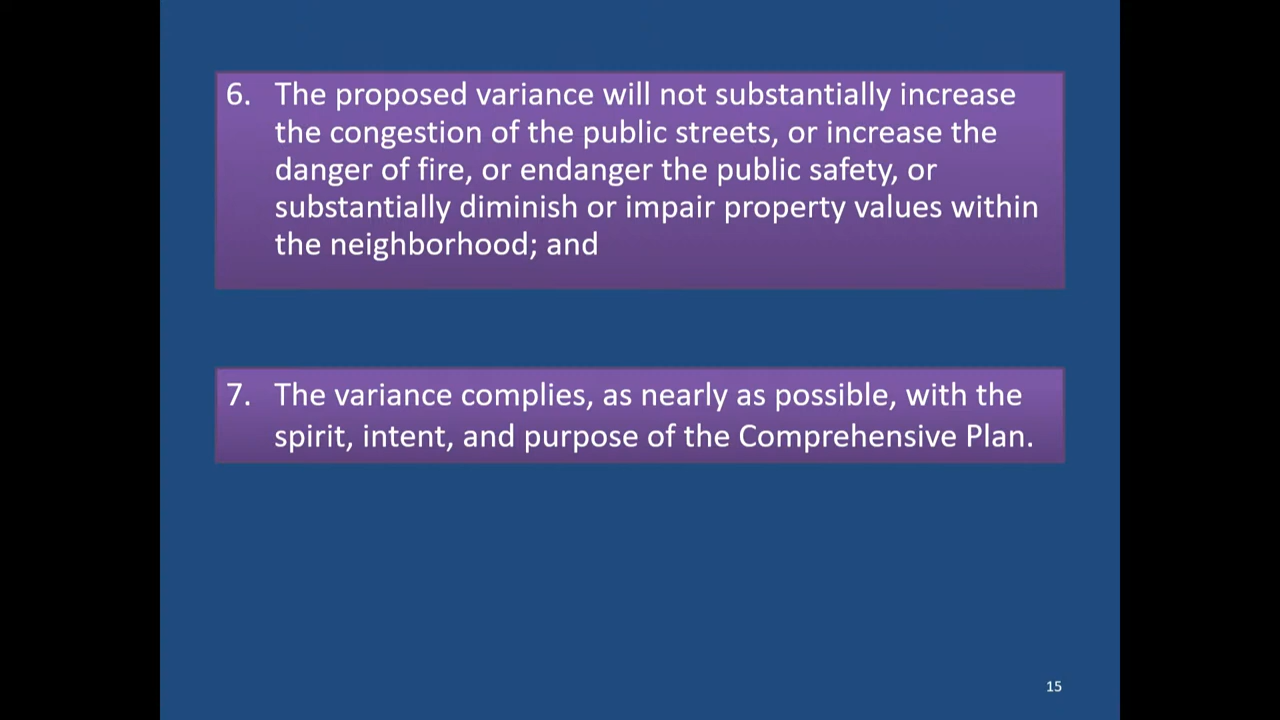 6. The proposed variance will not substantially increase
the congestion of the public streets, or increase the
danger of fire, or endanger the public safety, or
substantially diminish or impair property values within
the neighborhood; and
7. The variance complies, as nearly as possible, with the
spirit, intent, and purpose of the Comprehensive Plan.
15